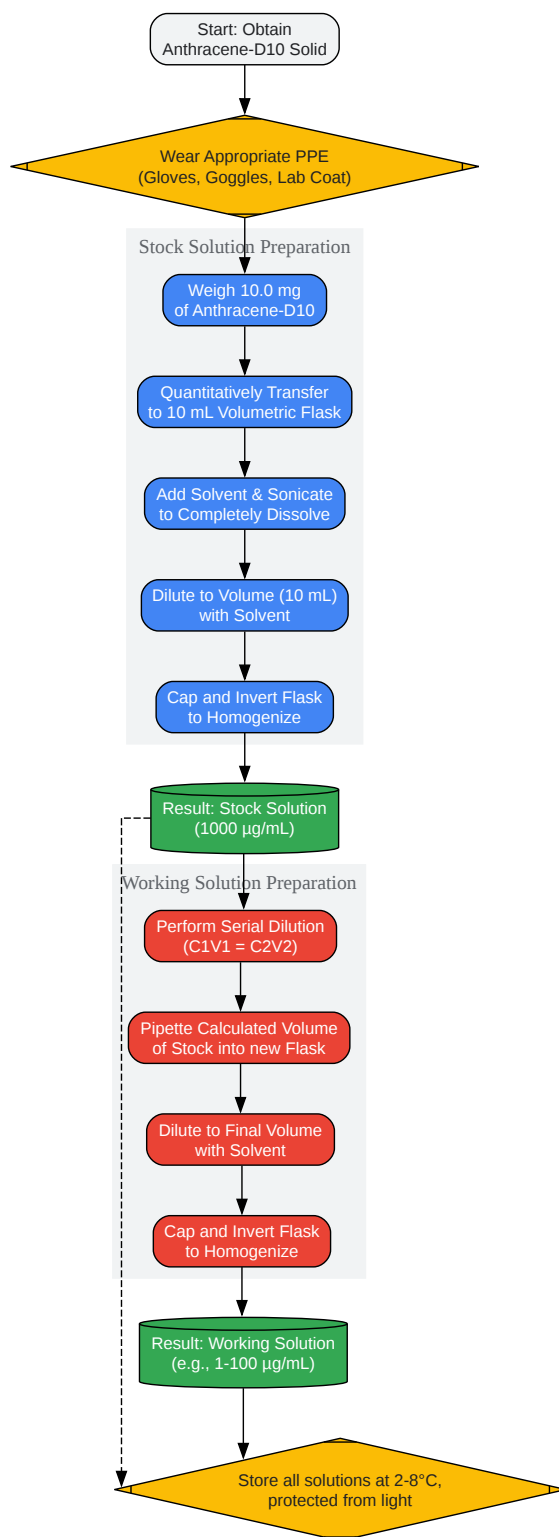 Start: Obtain
Anthracene-D10 Solid
Wear Appropriate PPE
(Gloves, Goggles, Lab Coat)
Stock Solution Preparation
Weigh 10.0 mg
of Anthracene-D10
Quantitatively Transfer
to 10 mL Volumetric Flask
Add Solvent & Sonicate
to Completely Dissolve
Dilute to Volume (10 mL)
with Solvent
Cap and Invert Flask
to Homogenize
Result: Stock Solution
(1000 µg/mL)
Working Solution Preparation
Perform Serial Dilution
(C1V1 = C2V2)
Pipette Calculated Volume
of Stock into new Flask
Dilute to Final Volume
with Solvent
Cap and Invert Flask
to Homogenize
Result: Working Solution
(e.g., 1-100 µg/mL)
Store all solutions at 2-8°C,
protected from light